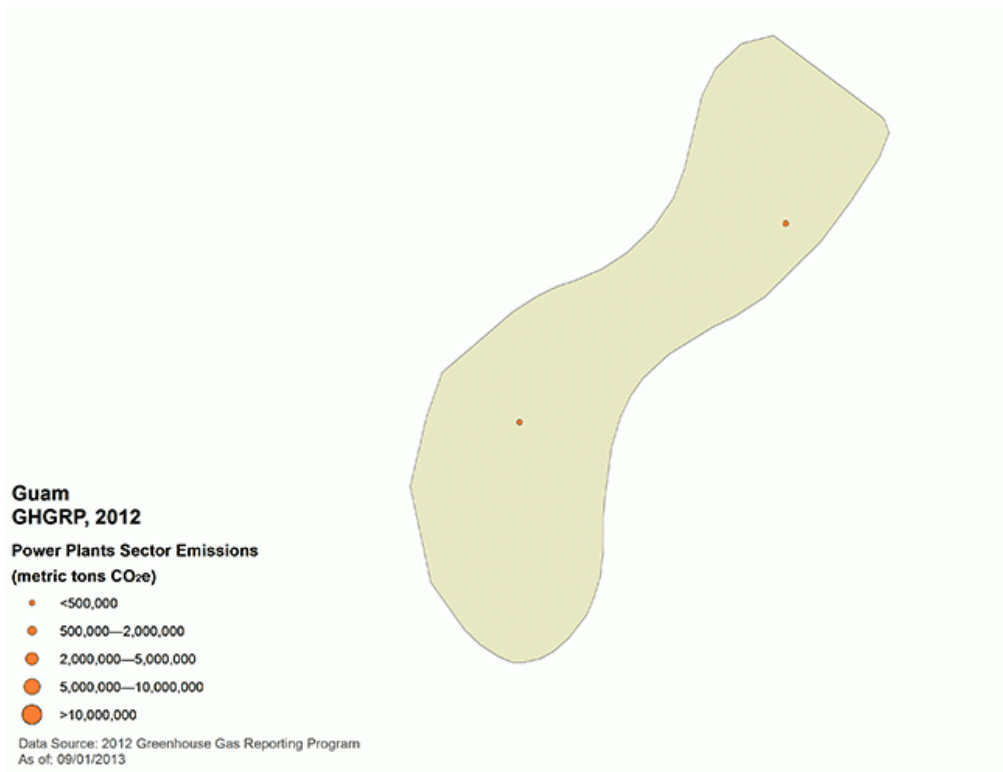 Guam
GHGRP, 2012
Power Plants Sector Emissions
(metric tons CO₂e)
<500,000
500,000—2,000,000
2,000,000—5,000,000
5,000,000—10,000,000
>10,000,000
Data Source: 2012 Greenhouse Gas Reporting Program
As of: 09/01/2013